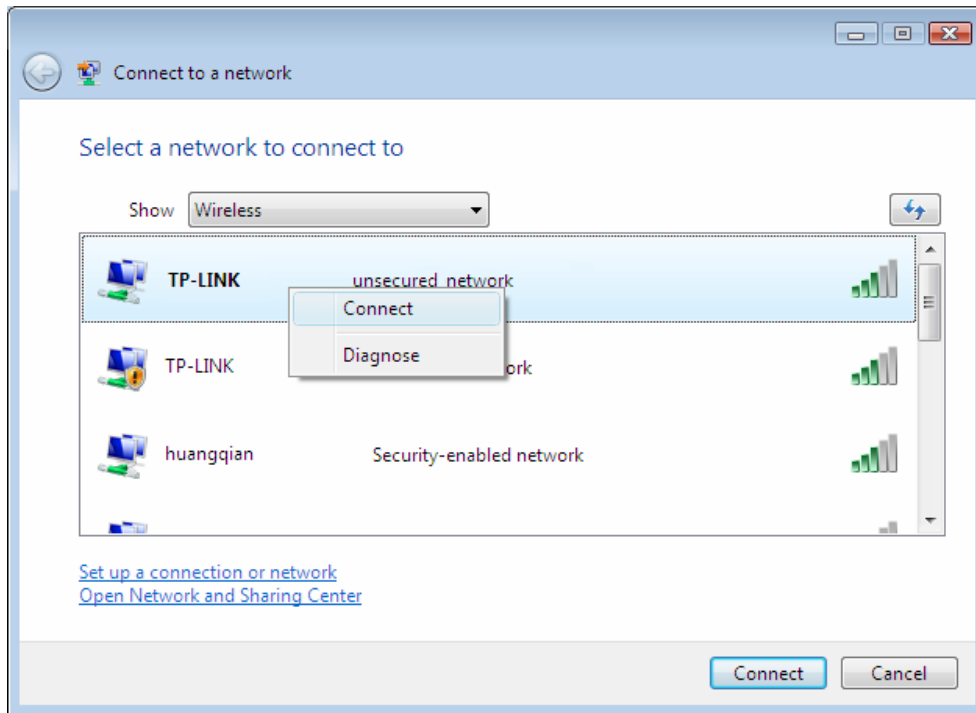 Connect to a network
Select a network to connect to
Show Wireless
TP-LINK unsecured network
Connect
Diagnose
TP-LINK
huangqian Security-enabled network
Set up a connection or network
Open Network and Sharing Center
Connect Cancel